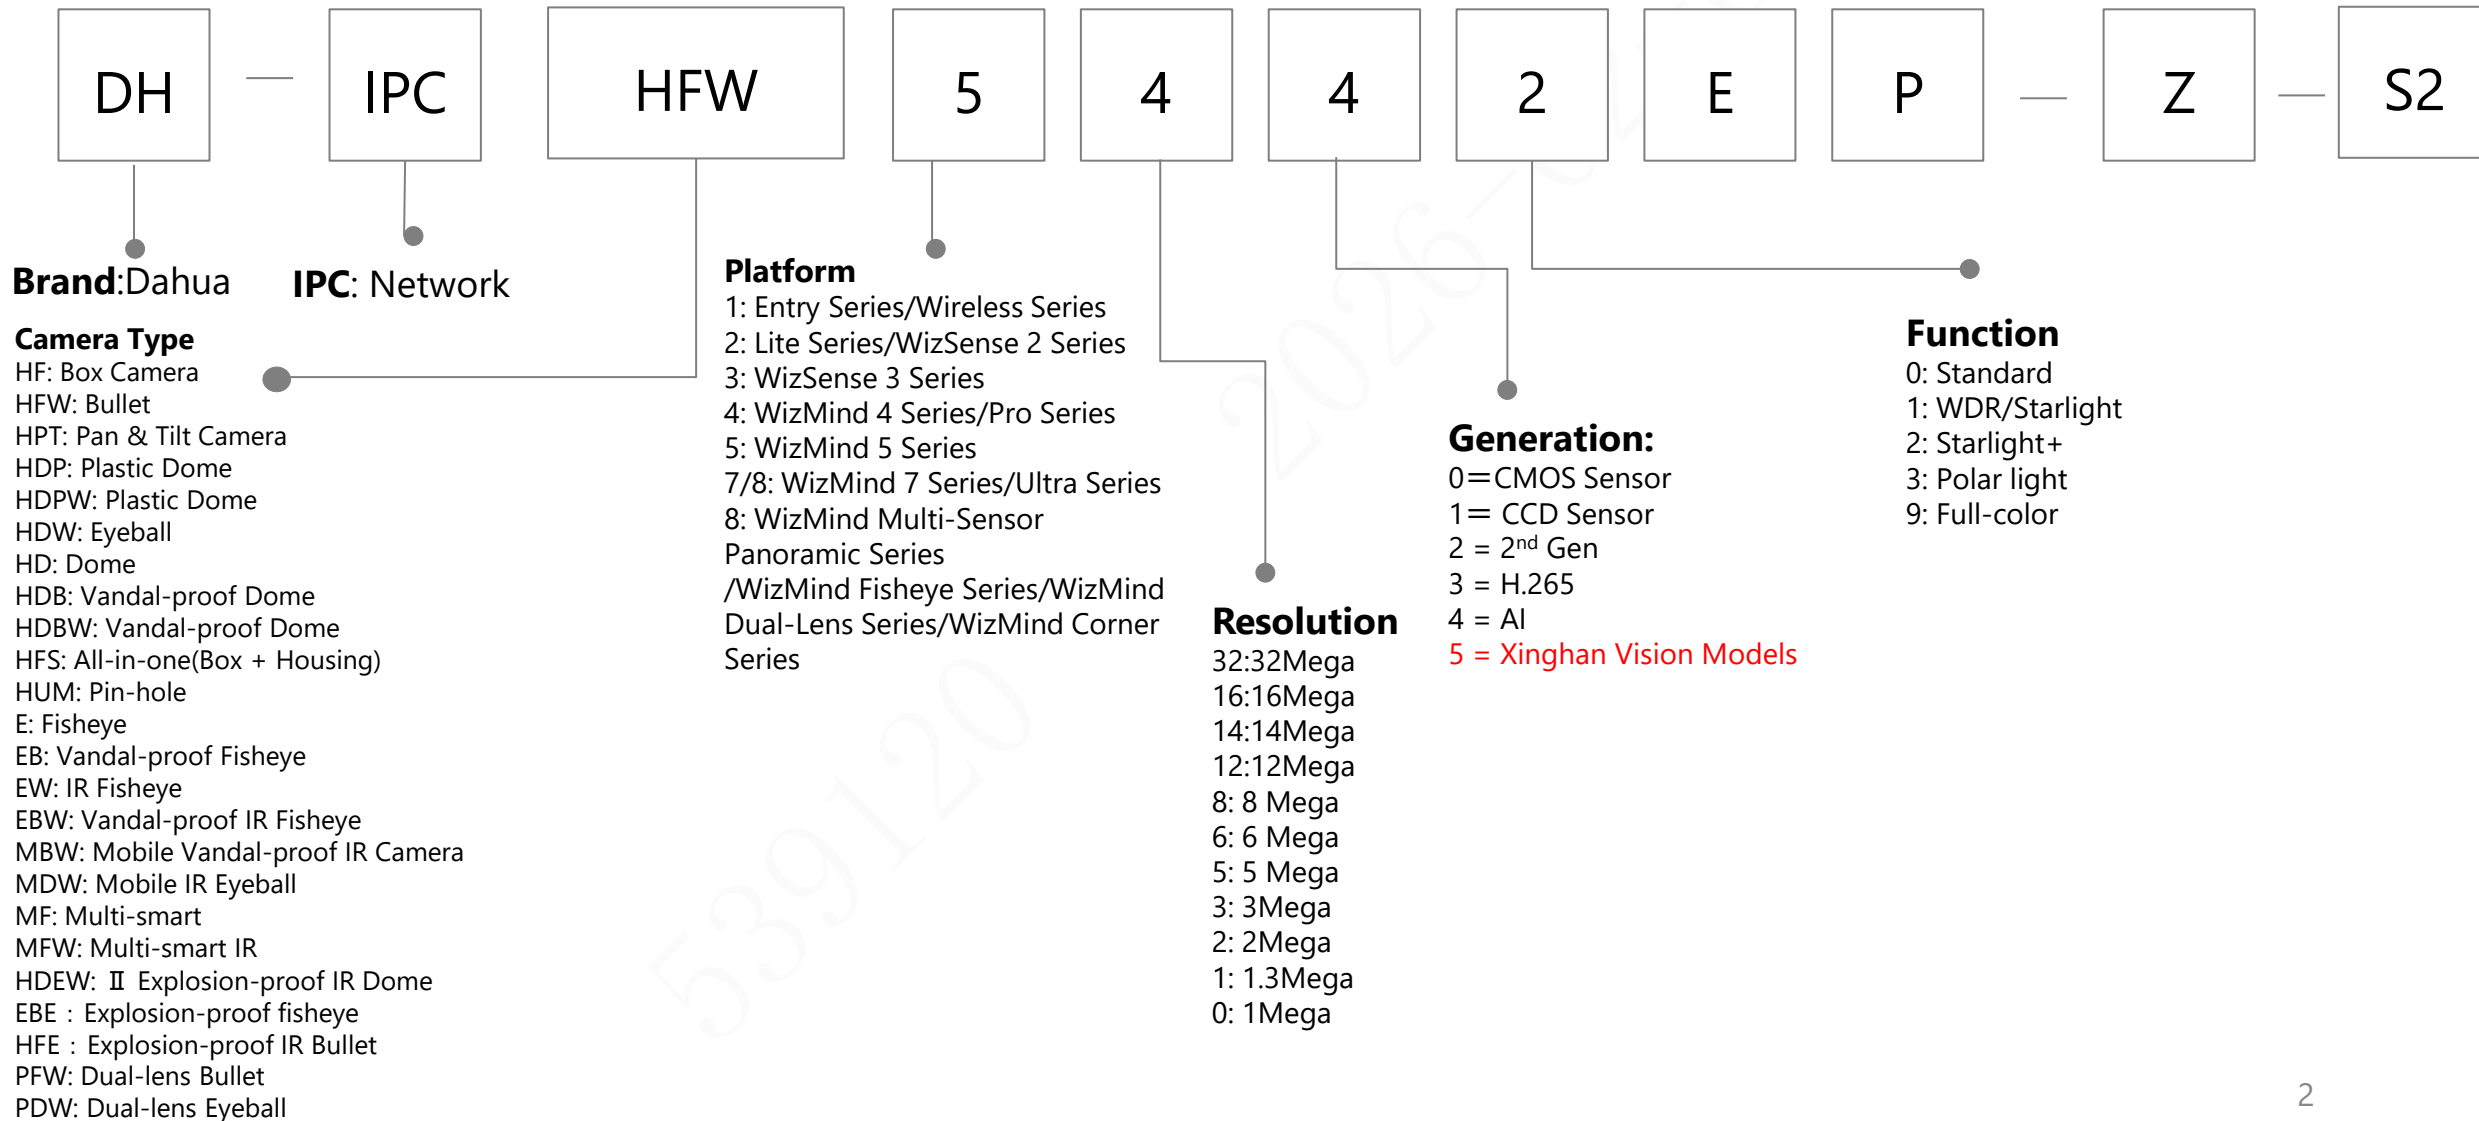 DH — IPC HFW 5 4 4 2 E P — Z — S2
Brand:Dahua
IPC: Network
Camera Type
HF: Box Camera
HFW: Bullet
HPT: Pan & Tilt Camera
HDP: Plastic Dome
HDPW: Plastic Dome
HDW: Eyeball
HD: Dome
HDB: Vandal-proof Dome
HDBW: Vandal-proof Dome
HFS: All-in-one(Box + Housing)
HUM: Pin-hole
E: Fisheye
EB: Vandal-proof Fisheye
EW: IR Fisheye
EBW: Vandal-proof IR Fisheye
MBW: Mobile Vandal-proof IR Camera
MDW: Mobile IR Eyeball
MF: Multi-smart
MFW: Multi-smart IR
HDEW: Ⅱ Explosion-proof IR Dome
EBE：Explosion-proof fisheye
HFE：Explosion-proof IR Bullet
PFW: Dual-lens Bullet
PDW: Dual-lens Eyeball
Platform
1: Entry Series/Wireless Series
2: Lite Series/WizSense 2 Series
3: WizSense 3 Series
4: WizMind 4 Series/Pro Series
5: WizMind 5 Series
7/8: WizMind 7 Series/Ultra Series
8: WizMind Multi-Sensor
Panoramic Series
/WizMind Fisheye Series/WizMind
Dual-Lens Series/WizMind Corner
Series
Resolution
32:32Mega
16:16Mega
14:14Mega
12:12Mega
8: 8 Mega
6: 6 Mega
5: 5 Mega
3: 3Mega
2: 2Mega
1: 1.3Mega
0: 1Mega
Generation:
0＝CMOS Sensor
1＝ CCD Sensor
2 = 2nd Gen
3 = H.265
4 = AI
5 = Xinghan Vision Models
Function
0: Standard
1: WDR/Starlight
2: Starlight+
3: Polar light
9: Full-color
539120
2